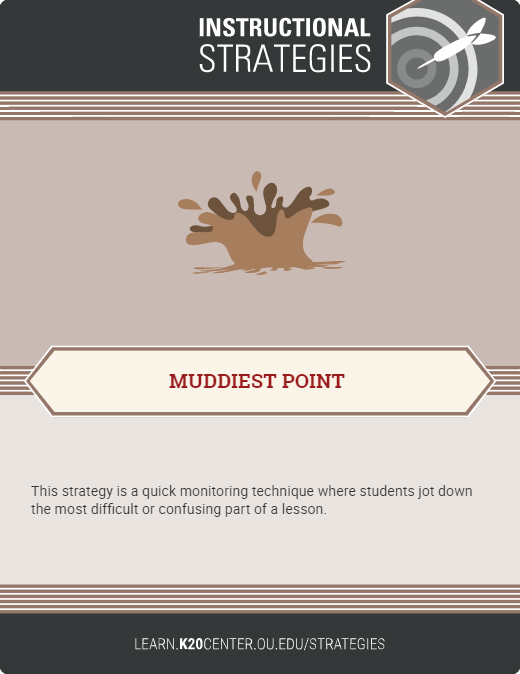 INSTRUCTIONAL
STRATEGIES
MUDDIEST POINT
This strategy is a quick monitoring technique where students jot down
the most difficult or confusing part of a lesson.
LEARN.K20CENTER.OU.EDU/STRATEGIES